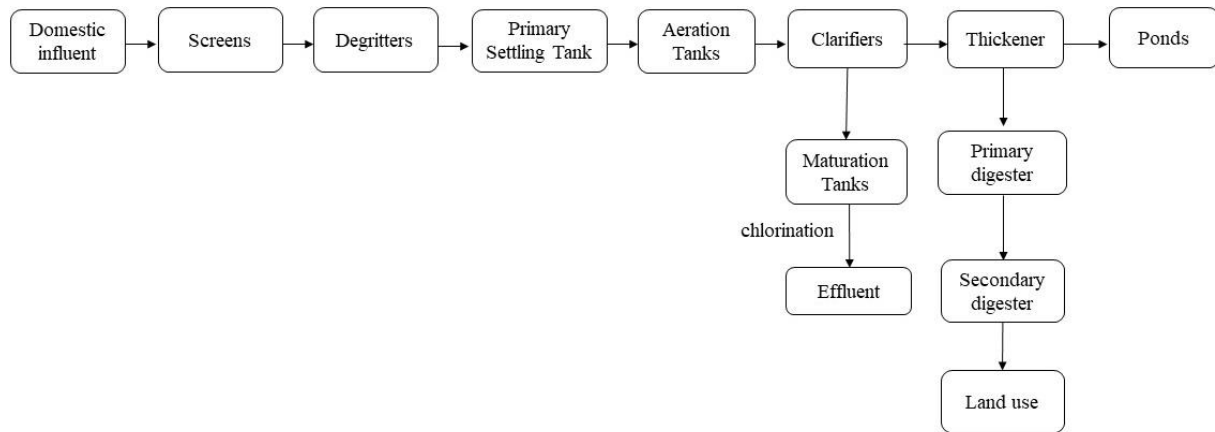 Domestic
influent
Screens
Degritters
Primary
Settling Tank
Aeration
Tanks
Clarifiers
Thickener
Ponds
Maturation
Tanks
Primary
digester
chlorination
Effluent
Secondary
digester
Land use